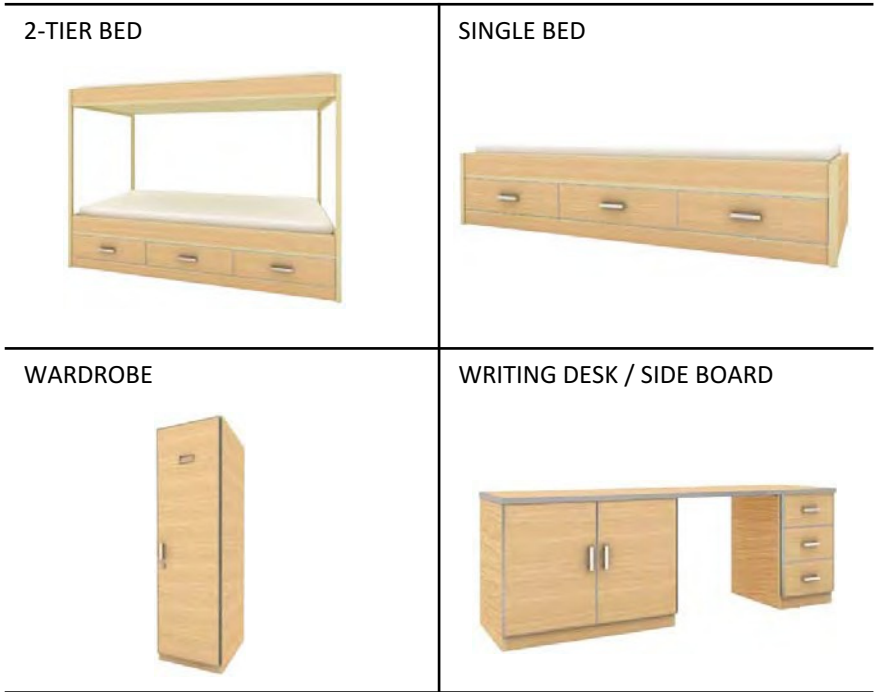 2-TIER BED
SINGLE BED
WARDROBE
WRITING DESK / SIDE BOARD